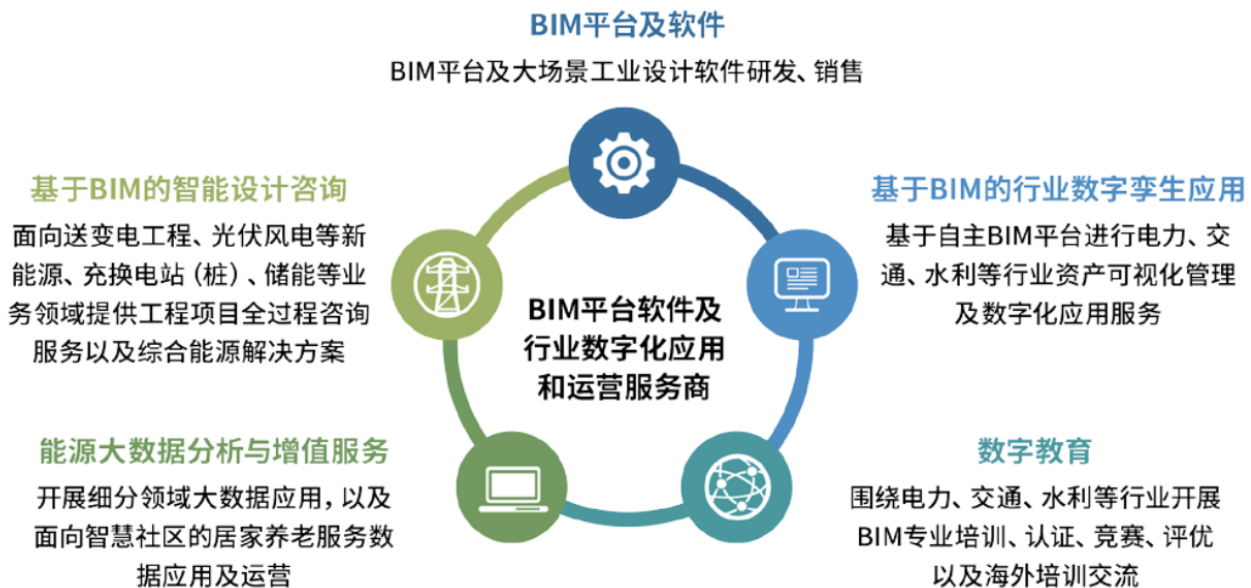 BIM平台及软件
BIM平台及大场景工业设计软件研发、销售
基于BIM的智能设计咨询
面向送变电工程、光伏风电等新
能源、充换电站（桩）、储能等业
务领域提供工程项目全过程咨询
服务以及综合能源解决方案
基于BIM的行业数字孪生应用
基于自主BIM平台进行电力、交
通、水利等行业资产可视化管理
及数字化应用服务
BIM平台软件及
行业数字化应用
和运营服务商
能源大数据分析与增值服务
开展细分领域大数据应用，以及
面向智慧社区的居家养老服务数
据应用及运营
数字教育
围绕电力、交通、水利等行业开展
BIM专业培训、认证、竞赛、评优
以及海外培训交流